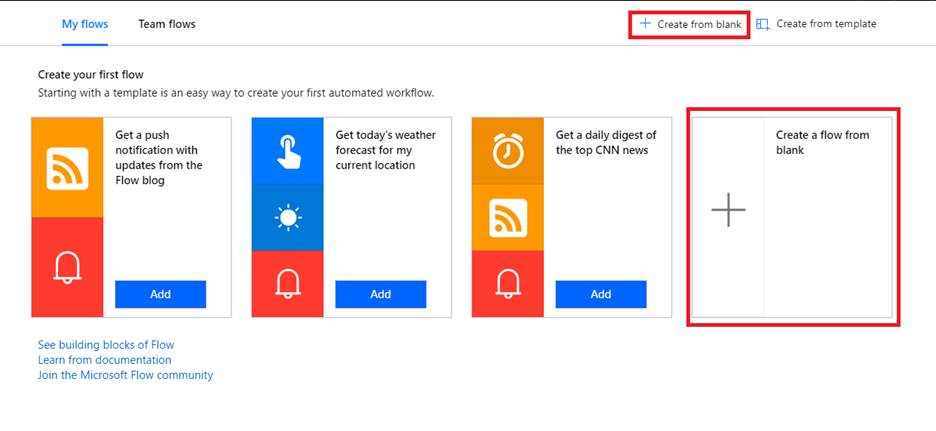 My flows
Team flows
Create from blank
Create from template
Create your first flow
Starting with a template is an easy way to create your first automated workflow.
Get a push
notification with
updates from the
Flow blog
Add
Get today's weather
forecast for my
current location
Add
Get a daily digest of
the top CNN news
Add
Create a flow from
blank
See building blocks of Flow
Learn from documentation
Join the Microsoft Flow community